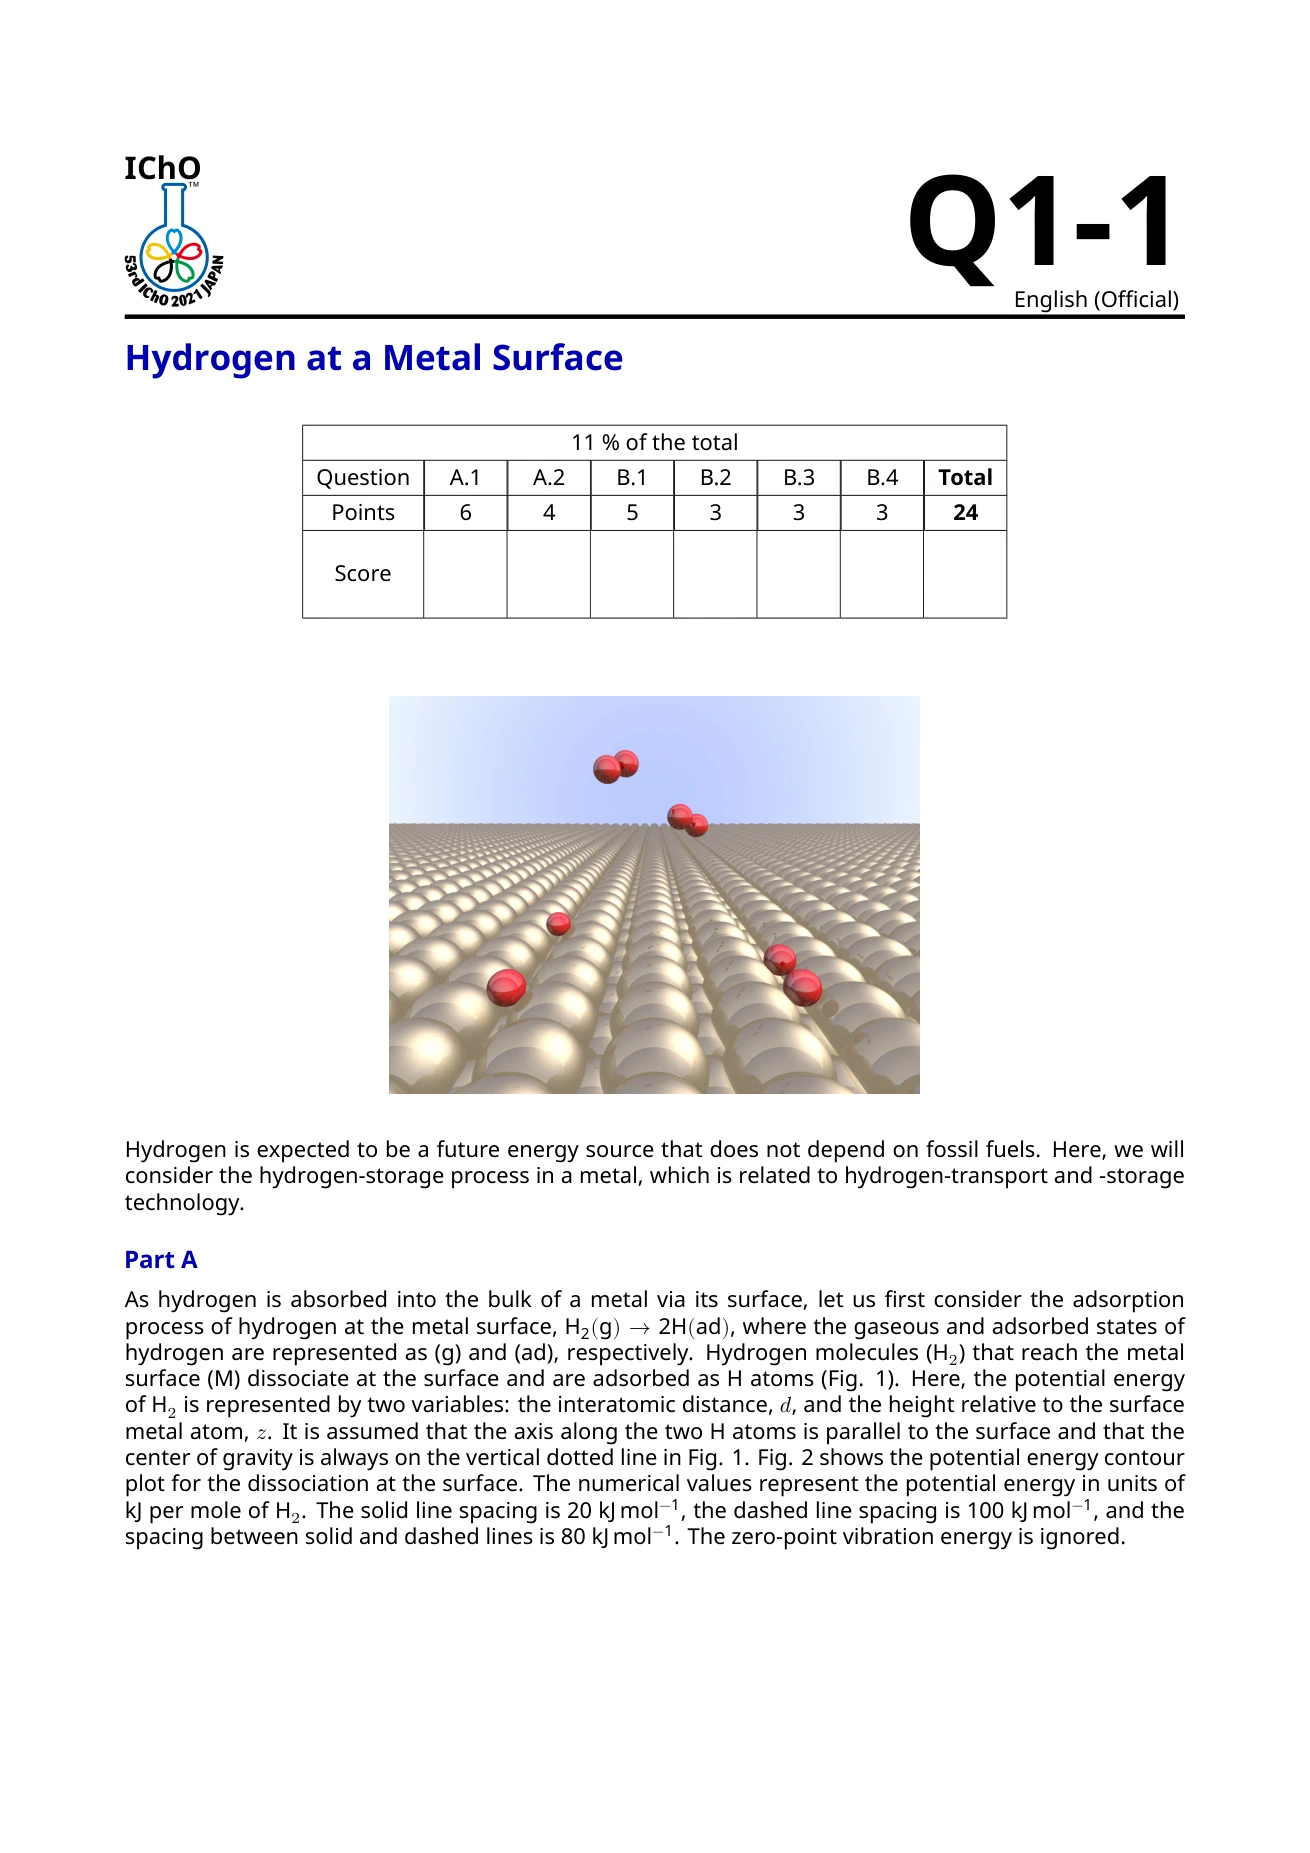 IChO
TM
53rd IChO 2021 JAPAN
Q1-1
English (Official)
Hydrogen at a Metal Surface
11 % of the total
Question A.1 A.2 B.1 B.2 B.3 B.4 Total
Points 6 4 5 3 3 3 24
Score
Hydrogen is expected to be a future energy source that does not depend on fossil fuels. Here, we will
consider the hydrogen-storage process in a metal, which is related to hydrogen-transport and -storage
technology.
Part A
As hydrogen is absorbed into the bulk of a metal via its surface, let us first consider the adsorption
process of hydrogen at the metal surface, H₂(g) → 2H(ad), where the gaseous and adsorbed states of
hydrogen are represented as (g) and (ad), respectively. Hydrogen molecules (H₂) that reach the metal
surface (M) dissociate at the surface and are adsorbed as H atoms (Fig. 1). Here, the potential energy
of H₂ is represented by two variables: the interatomic distance, d, and the height relative to the surface
metal atom, z. It is assumed that the axis along the two H atoms is parallel to the surface and that the
center of gravity is always on the vertical dotted line in Fig. 1. Fig. 2 shows the potential energy contour
plot for the dissociation at the surface. The numerical values represent the potential energy in units of
kJ per mole of H₂. The solid line spacing is 20 kJ mol⁻¹, the dashed line spacing is 100 kJ mol⁻¹, and the
spacing between solid and dashed lines is 80 kJ mol⁻¹. The zero-point vibration energy is ignored.